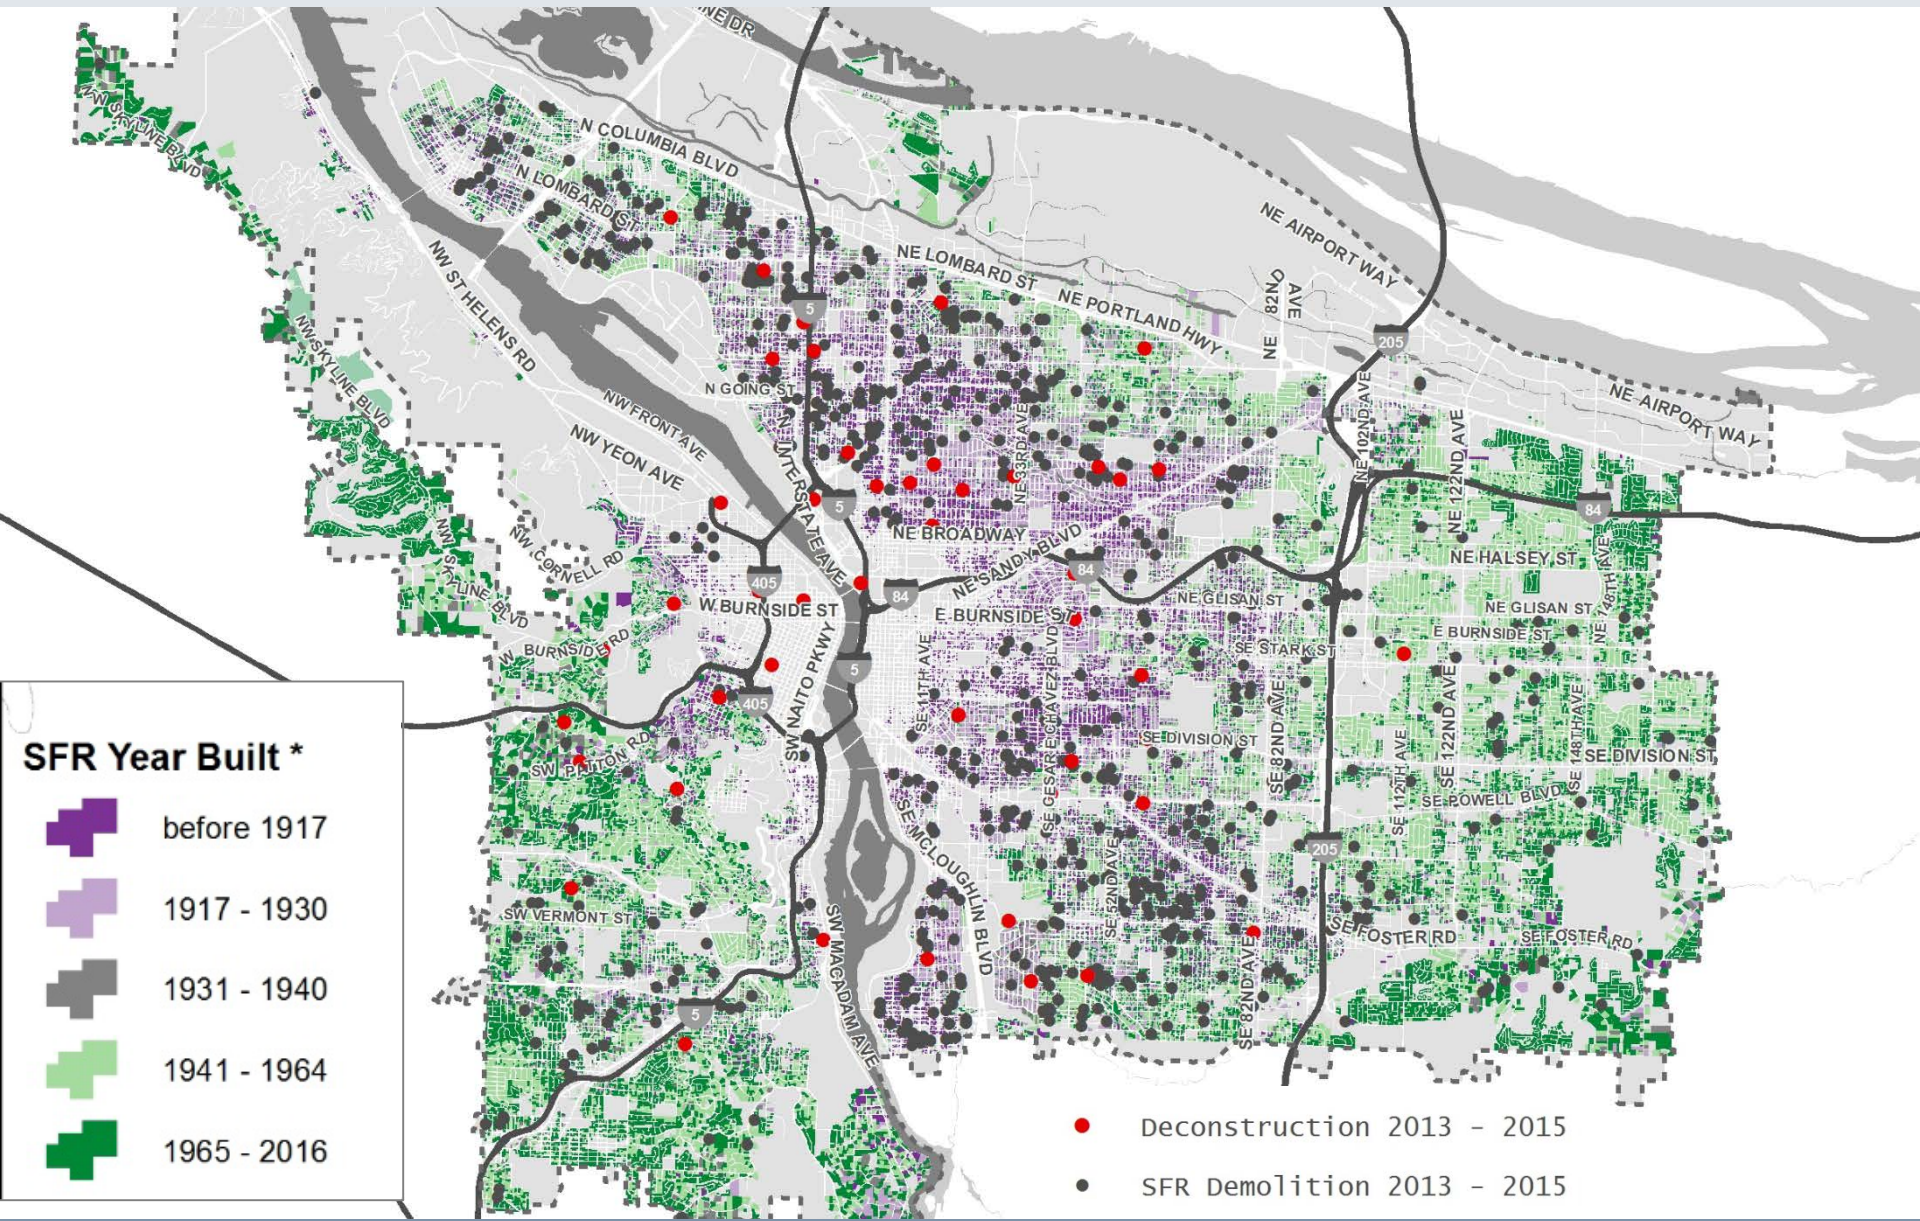 NE DR
N COLUMBIA BLVD
N LOMBARD ST
NW SKYLINE BLVD
NW ST HELENS RD
NE LOMBARD ST
NE PORTLAND HWY
NE AIRPORT WAY
NE 82ND AVE
205
5
NE AIRPORT WAY
NW SKYLINE BLVD
N GOING ST
NW FRONT AVE
NW YEON AVE
N INTERSTATE AVE
NE 33RD AVE
NE 102ND AVE
NE 122ND AVE
5
84
NE BROADWAY
NE SANDY BLVD
NW CORNELL RD
NW SKYLINE BLVD
405
84
84
NE HALSEY ST
NE 148TH AVE
W BURNSIDE ST
E BURNSIDE ST
NE GLISAN ST
NE GLISAN ST
E BURNSIDE ST
W BURNSIDE RD
SE STARK ST
5
405
SW NAITO PKWY
SE 11TH AVE
SE CESAR E CHAVEZ BLVD
SE 82ND AVE
SE 122ND AVE
SE 148TH AVE
SE 112TH AVE
SW PATTON RD
SE DIVISION ST
SE DIVISION ST
SE POWELL BLVD
SE MCLOUGHLIN BLVD
SE 52ND AVE
205
SW VERMONT ST
SW MACADAM AVE
SE FOSTER RD
SE FOSTER RD
SE 82ND AVE
5
SFR Year Built *
before 1917
1917 - 1930
1931 - 1940
1941 - 1964
1965 - 2016
Deconstruction 2013 - 2015
SFR Demolition 2013 - 2015